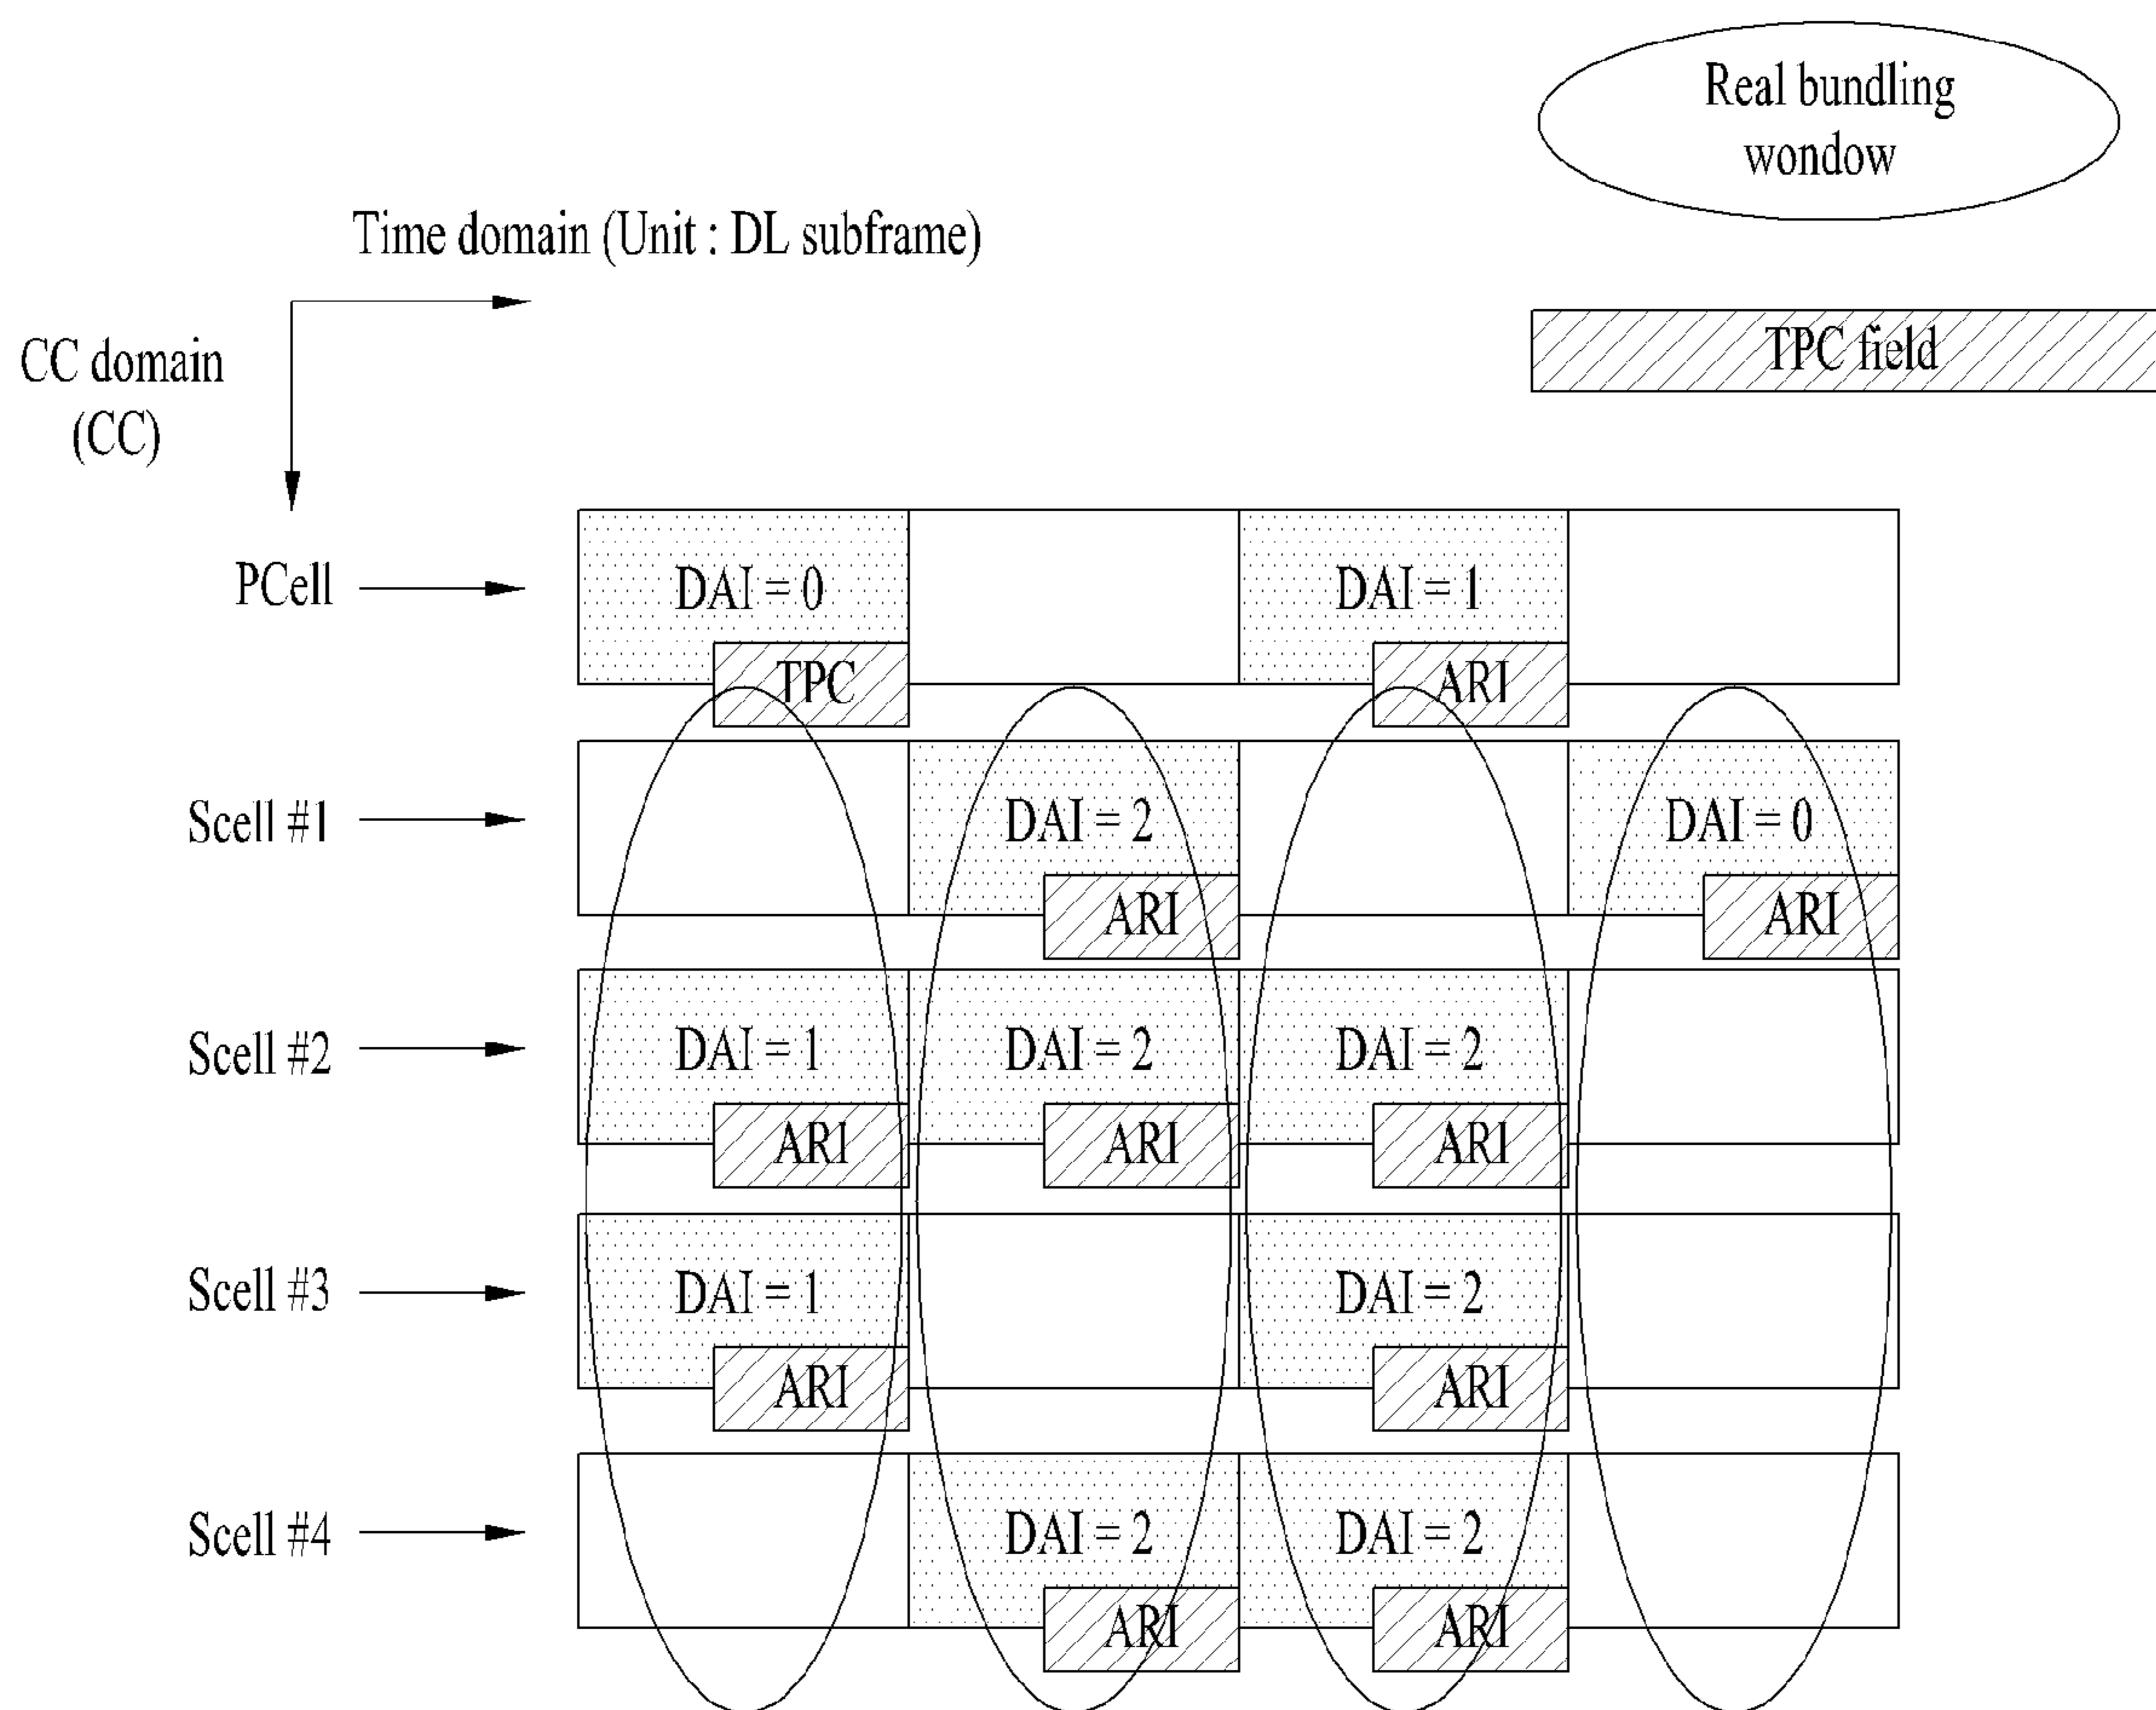 Real bundling
wondow
Time domain (Unit : DL subframe)
TPC field
CC domain
(CC)
PCell
DAI = 0
DAI = 1
TPC
ARI
Scell #1
DAI = 2
DAI = 0
ARI
ARI
Scell #2
DAI = 1
DAI = 2
DAI = 2
ARI
ARI
ARI
Scell #3
DAI = 1
DAI = 2
ARI
ARI
Scell #4
DAI = 2
DAI = 2
ARI
ARI